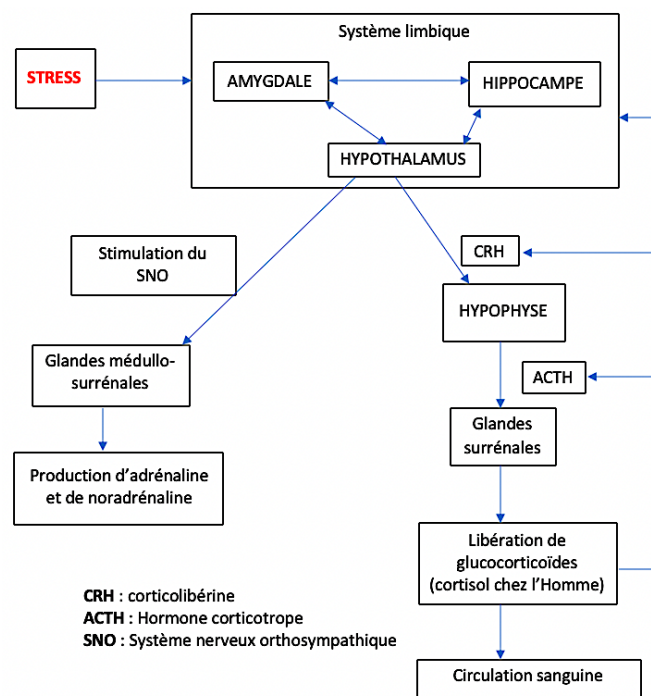 Système limbique
STRESS
AMYGDALE
HIPPOCAMPE
HYPOTHALAMUS
Stimulation du
SNO
CRH
HYPOPHYSE
Glandes médullo-
surrénales
ACTH
Glandes
surrénales
Production d’adrénaline
et de noradrénaline
Libération de
glucocorticoïdes
(cortisol chez l’Homme)
CRH : corticolibérine
ACTH : Hormone corticotrope
SNO : Système nerveux orthosympathique
Circulation sanguine